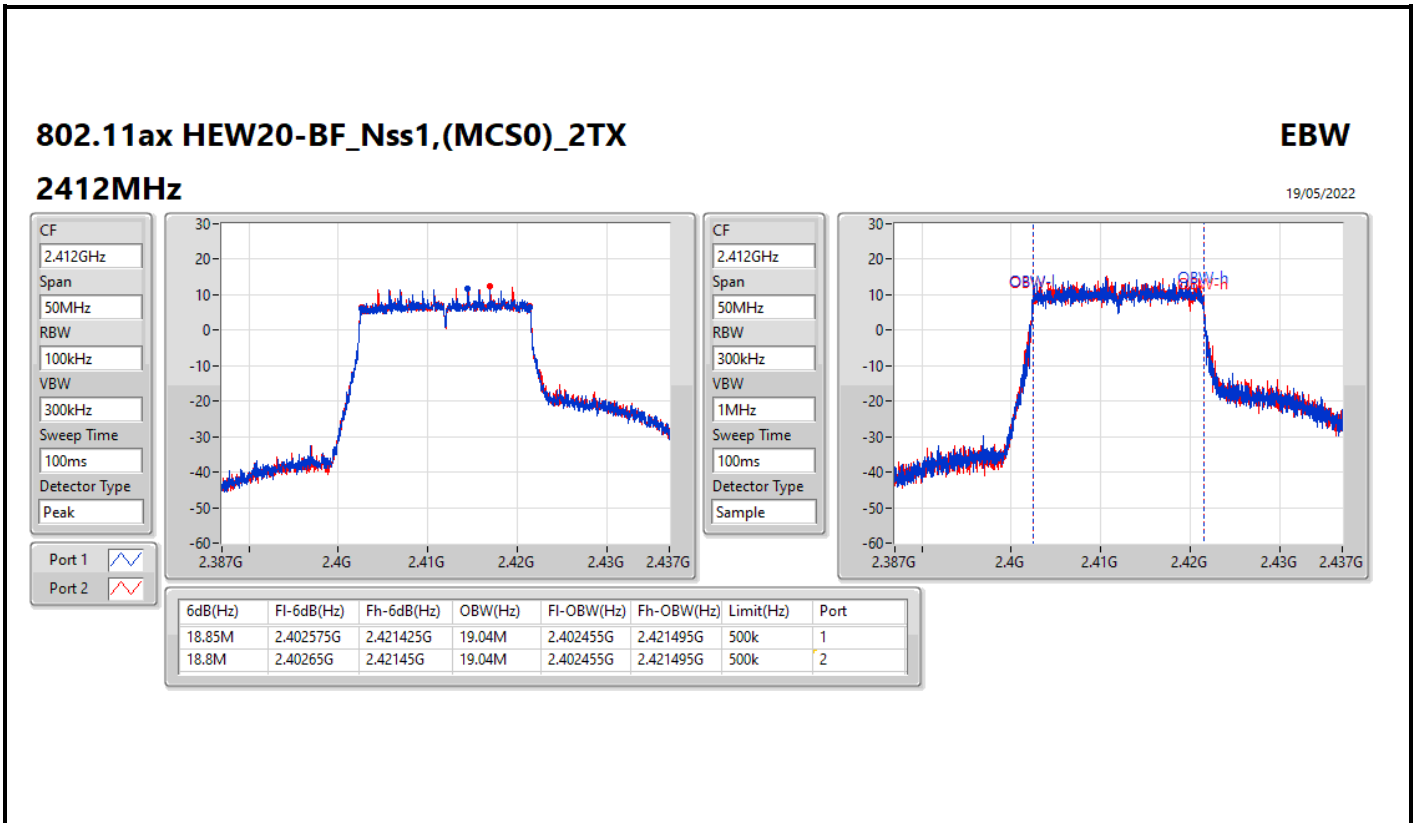 802.11ax HEW20-BF_Nss1,(MCS0)_2TX
EBW
2412MHz
19/05/2022
CF
2.412GHz
Span
50MHz
RBW
100kHz
VBW
300kHz
Sweep Time
100ms
Detector Type
Peak
Port 1
Port 2
30
20
10
0
-10
-20
-30
-40
-50
-60
2.387G 2.4G 2.41G 2.42G 2.43G 2.437G
CF
2.412GHz
Span
50MHz
RBW
300kHz
VBW
1MHz
Sweep Time
100ms
Detector Type
Sample
30
20
10
0
-10
-20
-30
-40
-50
-60
OBW-l
OBW-h
OBW-h
2.387G 2.4G 2.41G 2.42G 2.43G 2.437G
6dB(Hz) Fl-6dB(Hz) Fh-6dB(Hz) OBW(Hz) Fl-OBW(Hz) Fh-OBW(Hz) Limit(Hz) Port
18.85M 2.402575G 2.421425G 19.04M 2.402455G 2.421495G 500k 1
18.8M 2.40265G 2.42145G 19.04M 2.402455G 2.421495G 500k 2